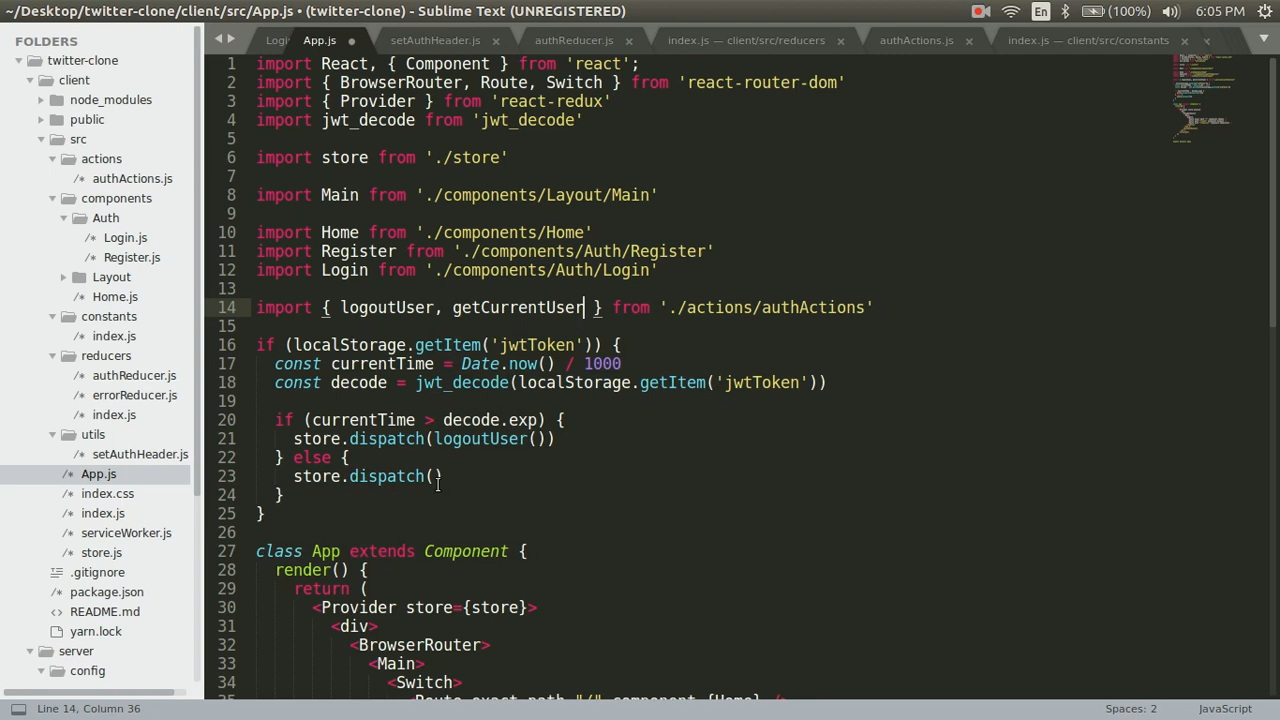 ~/Desktop/twitter-clone/client/src/App.js • (twitter-clone) - Sublime Text (UNREGISTERED)
En
(100%)
6:05 PM
FOLDERS
twitter-clone
client
node_modules
public
src
actions
/* authActions.js
components
Auth
/* Login.js
/* Register.js
Layout
/* Home.js
constants
/* index.js
reducers
/* authReducer.js
/* errorReducer.js
/* index.js
utils
/* setAuthHeader.js
/* App.js
/* index.css
/* index.js
/* serviceWorker.js
/* store.js
.gitignore
/* package.json
README.md
yarn.lock
server
config
Logi
App.js
setAuthHeader.js
authReducer.js
index.js — client/src/reducers
authActions.js
index.js — client/src/constants
1 import React, { Component } from 'react';
2 import { BrowserRouter, Route, Switch } from 'react-router-dom'
3 import { Provider } from 'react-redux'
4 import jwt_decode from 'jwt_decode'
5
6 import store from './store'
7
8 import Main from './components/Layout/Main'
9
10 import Home from './components/Home'
11 import Register from './components/Auth/Register'
12 import Login from './components/Auth/Login'
13
14 import { logoutUser, getCurrentUser } from './actions/authActions'
15
16 if (localStorage.getItem('jwtToken')) {
17 const currentTime = Date.now() / 1000
18 const decode = jwt_decode(localStorage.getItem('jwtToken'))
19
20 if (currentTime > decode.exp) {
21 store.dispatch(logoutUser())
22 } else {
23 store.dispatch()
24 }
25 }
26
27 class App extends Component {
28 render() {
29 return (
30 <Provider store={store}>
31 <div>
32 <BrowserRouter>
33 <Main>
34 <Switch>
35 <Route exact path="/" component={Home} />
Line 14, Column 36
Spaces: 2
JavaScript